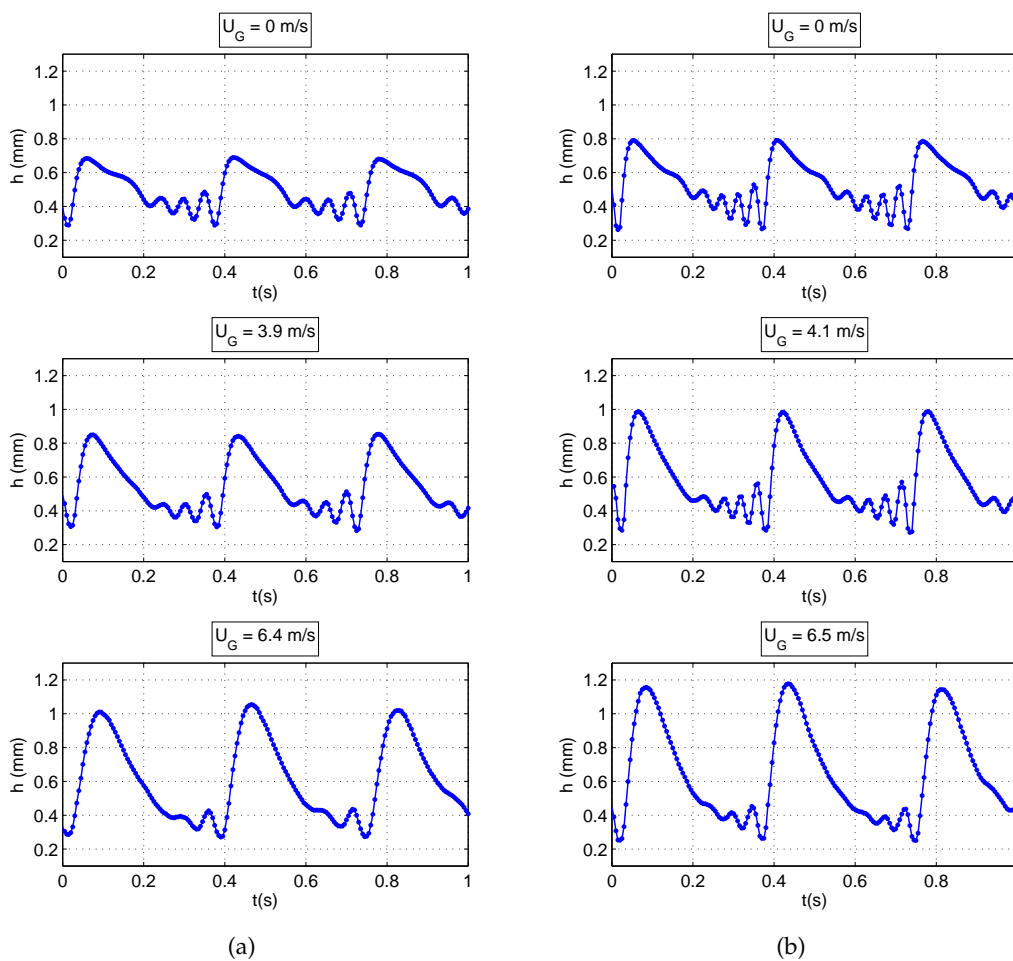 U_G = 0 m/s
1.2
1
0.8
0.6
0.4
0.2
h (mm)
0 0.2 0.4 0.6 0.8 1
t(s)
U_G = 0 m/s
1.2
1
0.8
0.6
0.4
0.2
h (mm)
0 0.2 0.4 0.6 0.8
t(s)
U_G = 3.9 m/s
1.2
1
0.8
0.6
0.4
0.2
h (mm)
0 0.2 0.4 0.6 0.8 1
t(s)
U_G = 4.1 m/s
1.2
1
0.8
0.6
0.4
0.2
h (mm)
0 0.2 0.4 0.6 0.8
t(s)
U_G = 6.4 m/s
1.2
1
0.8
0.6
0.4
0.2
h (mm)
0 0.2 0.4 0.6 0.8 1
t(s)
U_G = 6.5 m/s
1.2
1
0.8
0.6
0.4
0.2
h (mm)
0 0.2 0.4 0.6 0.8
t(s)
(a)
(b)